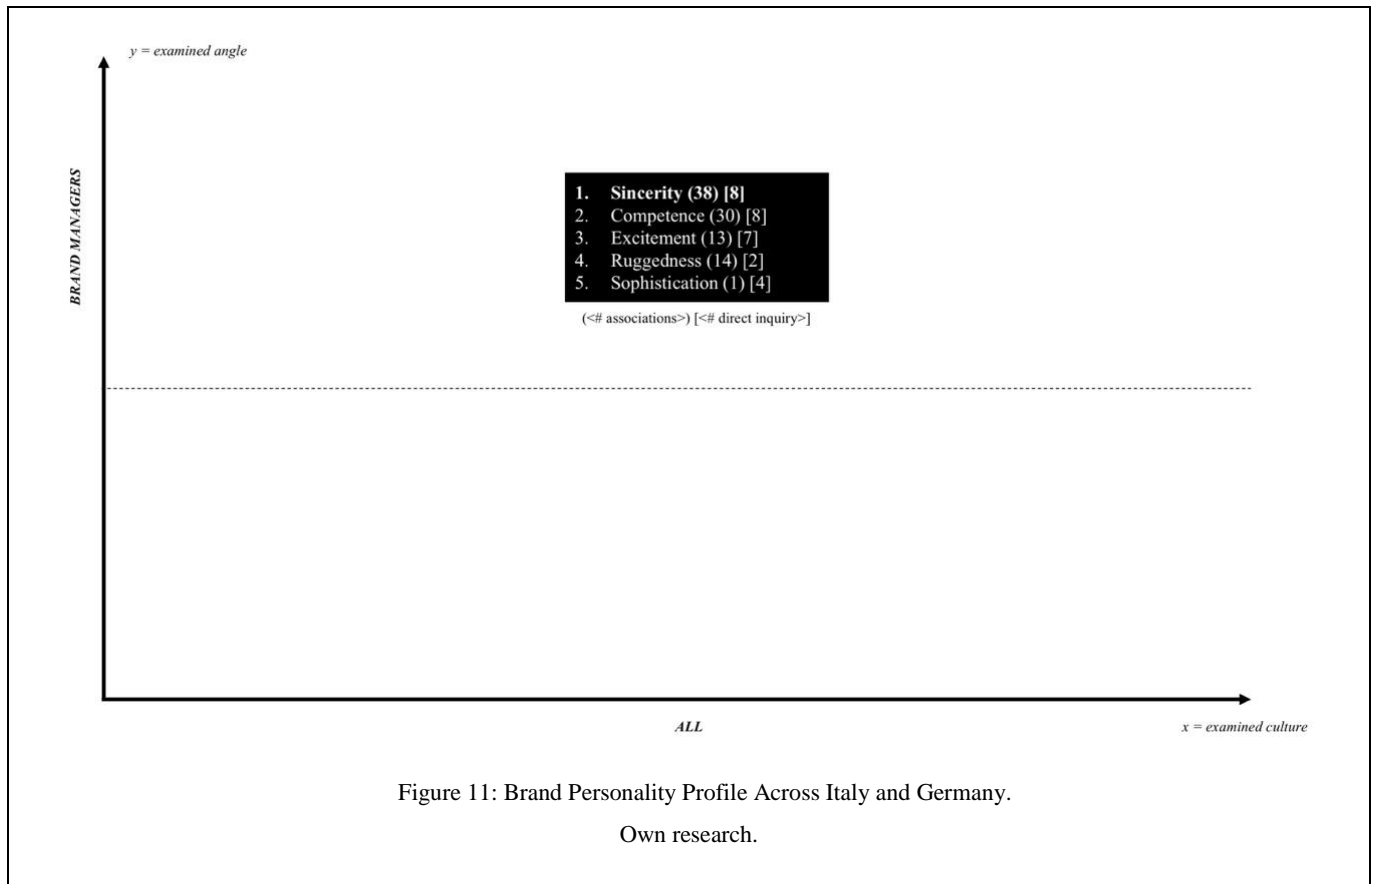 y = examined angle
BRAND MANAGERS
1. Sincerity (38) [8]
2. Competence (30) [8]
3. Excitement (13) [7]
4. Ruggedness (14) [2]
5. Sophistication (1) [4]
(<# associations>) [<# direct inquiry>]
ALL
x = examined culture
Figure 11: Brand Personality Profile Across Italy and Germany.
Own research.